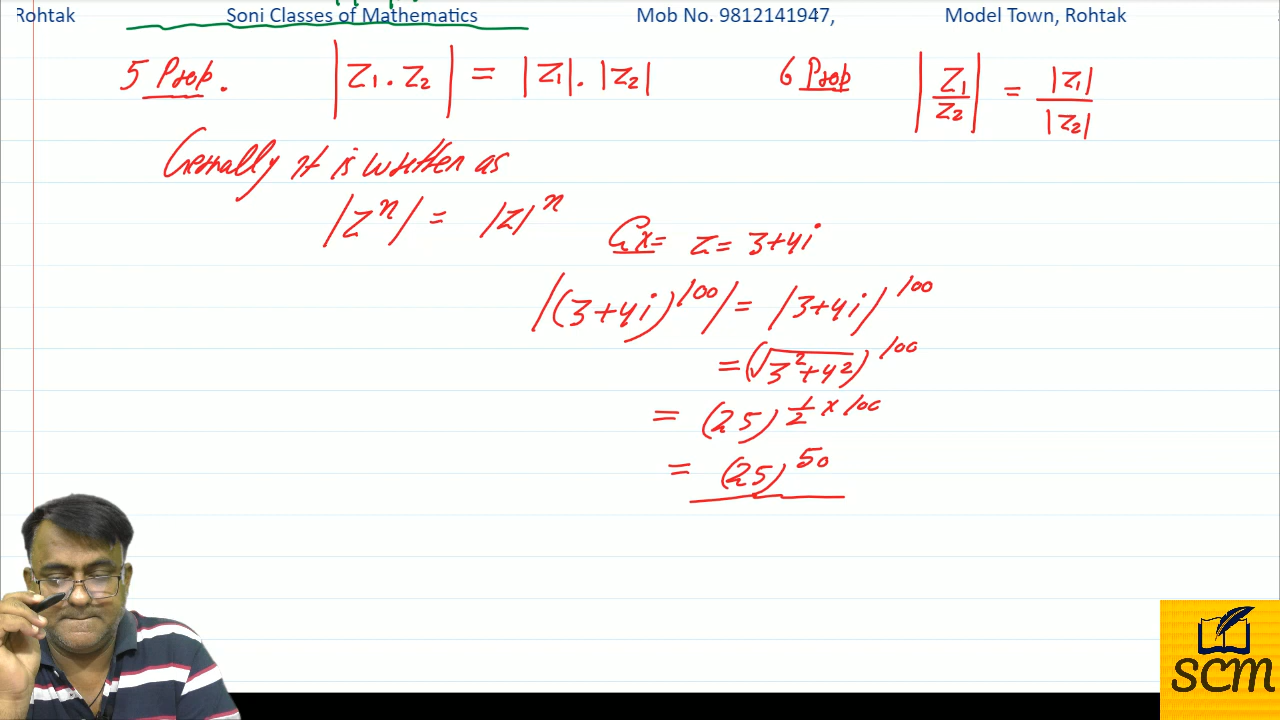 Rohtak Soni Classes of Mathematics Mob No. 9812141947, Model Town, Rohtak
5 Prop. |Z₁ . Z₂| = |Z₁| . |Z₂| 6 Prop |Z₁/Z₂| = |Z₁|/|Z₂|
Genrally it is written as
|Zⁿ| = |Z|ⁿ
Ex= z = 3+4i
|(3+4i)¹⁰⁰| = |3+4i|¹⁰⁰
= (√(3²+4²))¹⁰⁰
= (25)^(1/2 × 100)
= (25)⁵⁰
SCM